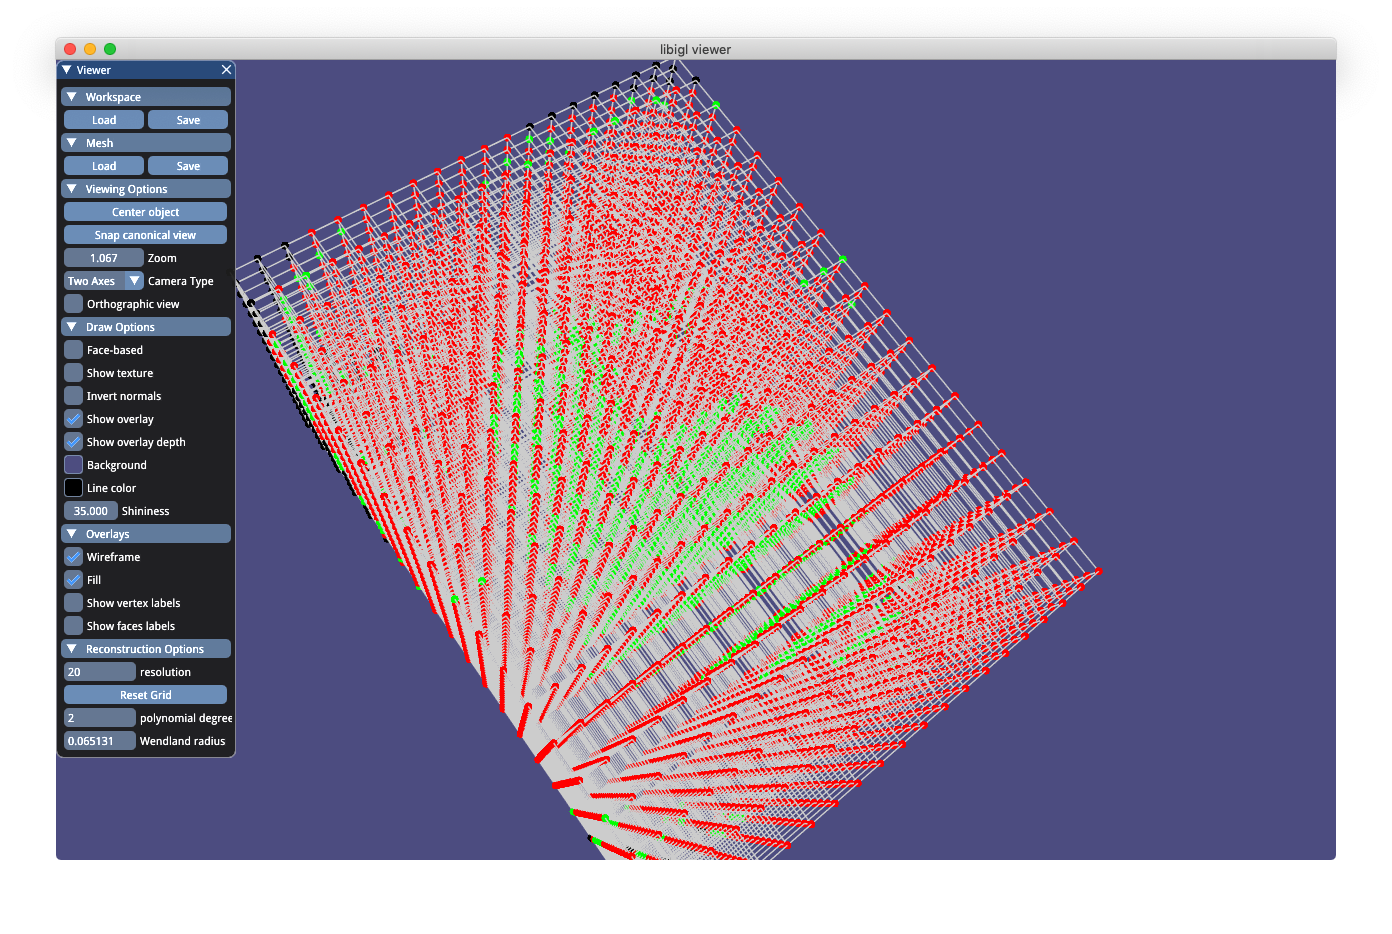 libigl viewer
Viewer
Workspace
Load Save
Mesh
Load Save
Viewing Options
Center object
Snap canonical view
1.067 Zoom
Two Axes Camera Type
Orthographic view
Draw Options
Face-based
Show texture
Invert normals
Show overlay
Show overlay depth
Background
Line color
35.000 Shininess
Overlays
Wireframe
Fill
Show vertex labels
Show faces labels
Reconstruction Options
20 resolution
Reset Grid
2 polynomial degree
0.065131 Wendland radius